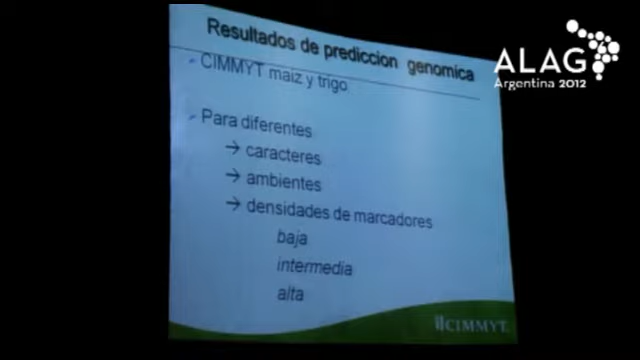 Resultados de prediccion genomica
CIMMYT maiz y trigo
Para diferentes
→ caracteres
→ ambientes
→ densidades de marcadores
baja
intermedia
alta
CIMMYT
ALAG
Argentina 2012